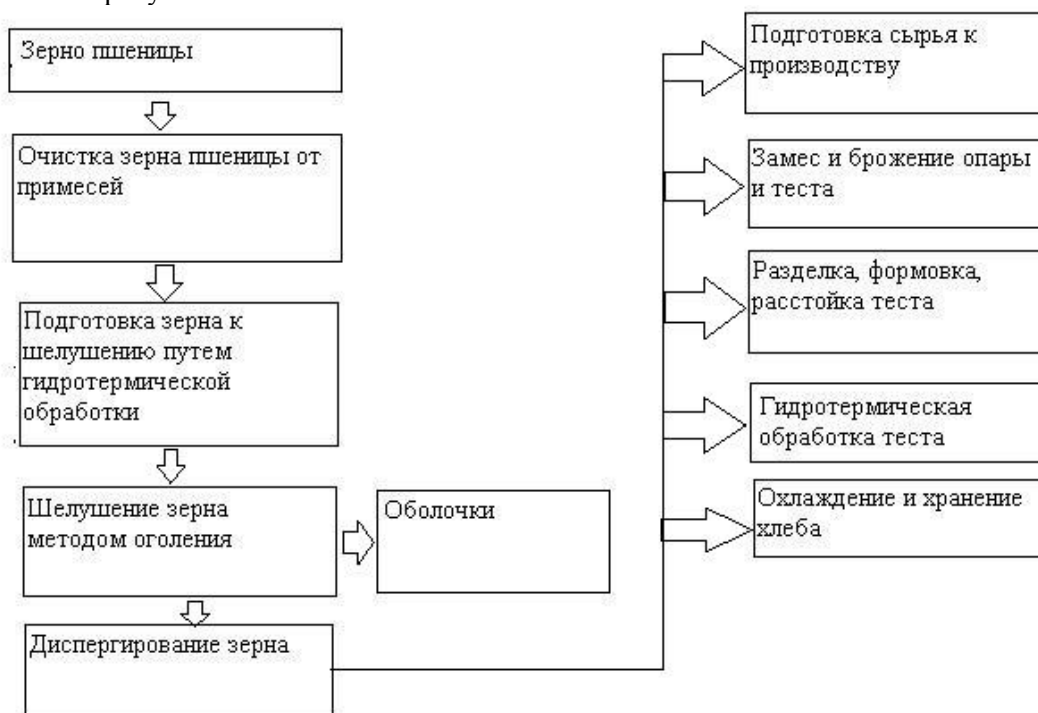 Зерно пшеницы
Очистка зерна пшеницы от
примесей
Подготовка зерна к
шелушению путем
гидротермической
обработки
Шелушение зерна
методом оголения
Оболочки
Диспергирование зерна
Подготовка сырья к
производству
Замес и брожение опары
и теста
Разделка, формовка,
расстойка теста
Гидротермическая
обработка теста
Охлаждение и хранение
хлеба